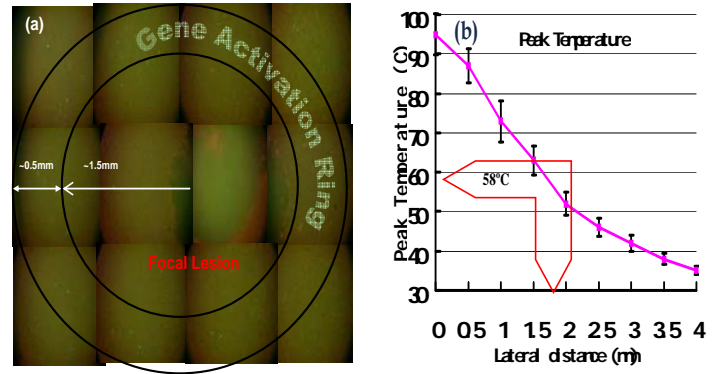 (a)
Gene Activation Ring
~0.5mm
~1.5mm
Focal Lesion
(b)
Peak Temperature
Peak Temperature (C)
100
90
80
70
60
50
40
30
58°C
0 0.5 1 1.5 2 2.5 3 3.5 4
Lateral distance (mm)